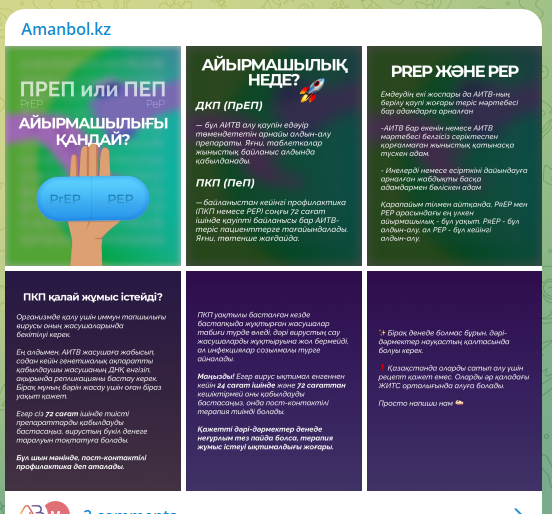 Amanbol.kz
ПРЕП или ПЕП
PrEP PeP
АЙЫРМАШЫЛЫҒЫ
ҚАНДАЙ?
PrEP PEP
АЙЫРМАШЫЛЫҚ
НЕДЕ?
ДКП (ПрЕП)
— бұл АИТВ алу қаупін едәуір
төмендететін арнайы алдын-алу
препараты. Яғни, таблеткалар
жыныстық байланыс алдында
қабылданады.
ПКП (ПеП)
—байланыстан кейінгі профилактика
(ПКП немесе PEP) соңғы 72 сағат
ішінде қауіпті байланысы бар АИТВ-
теріс пациенттерге тағайындалады.
Яғни, төтенше жағдайда.
PREP ЖӘНЕ PEP
Емдеудің екі жоспары да АИТВ-ның
берілу қаупі жоғары теріс мәртебесі
бар адамдарға арналған
-АИТВ бар екенін немесе АИТВ
мәртебесі белгісіз серіктеспен
қорғалмаған жыныстық қатынасқа
түскен адам.
- Инелерді немесе есірткіні дайындауға
арналған жабдықты басқа
адамдармен бөліскен адам
Қарапайым тілмен айтқанда, PrEP мен
PEP арасындағы ең үлкен
айырмашылық - бұл уақыт. PrEP - бұл
алдын-алу, ал PEP - бұл кейінгі
алдын-алу.
ПКП қалай жұмыс істейді?
Организмде қалу үшін иммун тапшылығы
вирусы оның жасушаларында
бекітілуі керек.
Ең алдымен, АИТВ жасушаға жабысып,
содан кейін генетикалық ақпаратты
қабылдаушы жасушаның ДНҚ енгізіп,
ақырында репликацияны бастау керек.
Бірақ мұның бәрін жасау үшін оған біраз
уақыт қажет.
Егер сіз 72 сағат ішінде тиісті
препараттарды қабылдауды
бастасаңыз, вирустың бүкіл денеге
таралуын тоқтатуға болады.
Бұл шын мәнінде, пост-контактілі
профилактика деп аталады.
ПКП уақтылы басталған кезде
бастапқыда жұқтырған жасушалар
табиғи түрде өледі, дәрі вирустың сау
жасушаларды жұқтыруына жол бермейді,
ал инфекциялар созылмалы түрге
айналады.
Маңызды! Егер вирус ықтимал енгеннен
кейін 24 сағат ішінде және 72 сағаттан
кешіктірмей оны қабылдауды
бастасаңыз, онда пост-контактілі
терапия тиімді болады.
Қажетті дәрі-дәрмектер денеде
неғұрлым тез пайда болса, терапия
жұмыс істеуі ықтималдығы жоғары.
✨ Бірақ денеде болмас бұрын, дәрі-
дәрмектер науқастың қалтасында
болуы керек.
❗ Қазақстанда оларды сатып алу үшін
рецепт қажет емес. Оларды әр қаладағы
ЖИТС орталығында алуға болады.
Просто напиши нам